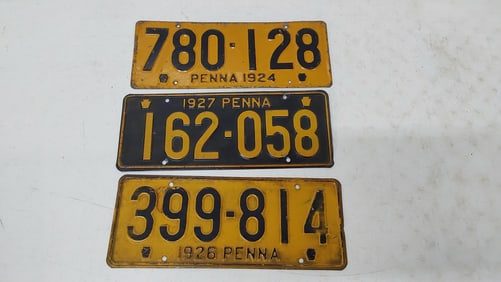 780-128
PENNA 1924
1927 PENNA
162-058
399-814
1926 PENNA